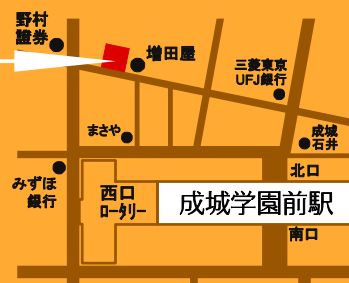 野村
證券
増田屋
三菱東京
UFJ銀行
まさや
成城
石井
みずほ
銀行
西口
ロータリー
北口
成城学園前駅
南口